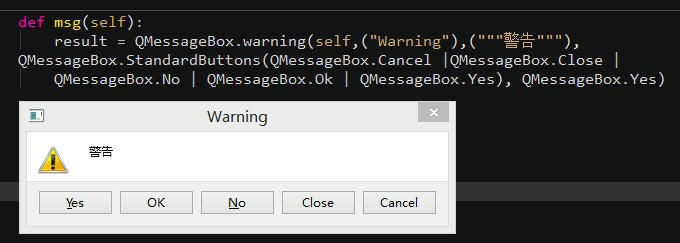 def msg(self):
result = QMessageBox.warning(self,("Warning"),("""警告"""),
QMessageBox.StandardButtons(QMessageBox.Cancel |QMessageBox.Close |
QMessageBox.No | QMessageBox.Ok | QMessageBox.Yes), QMessageBox.Yes)
Warning
警告
Yes OK No Close Cancel